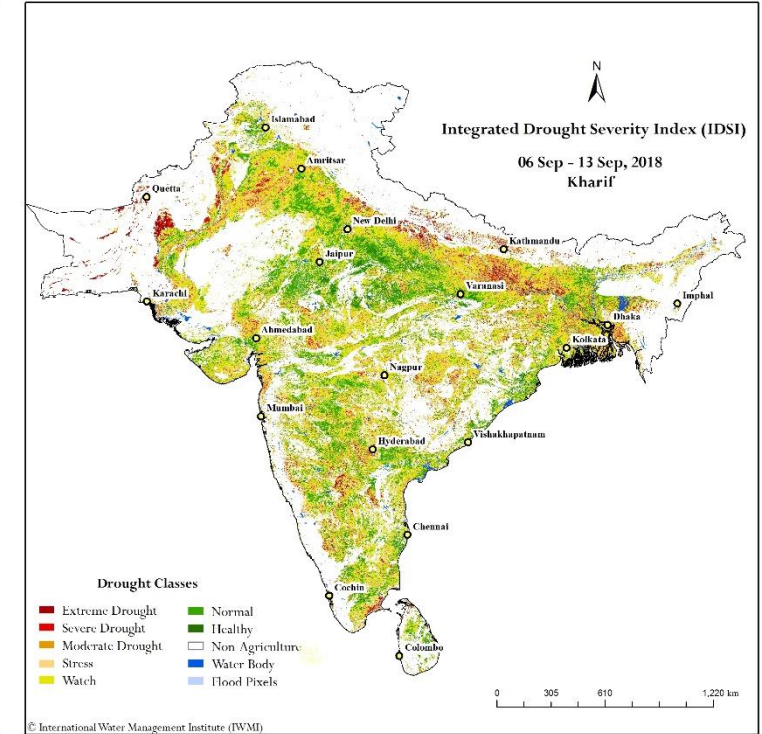 N
Integrated Drought Severity Index (IDSI)
06 Sep - 13 Sep, 2018
Kharif
Islamabad
Amritsar
Quetta
New Delhi
Kathmandu
Jaipur
Varanasi
Karachi
Imphal
Dhaka
Ahmedabad
Kolkata
Nagpur
Mumbai
Hyderabad
Vishakhapatnam
Chennai
Cochin
Colombo
Drought Classes
Extreme Drought
Severe Drought
Moderate Drought
Stress
Watch
Normal
Healthy
Non Agriculture
Water Body
Flood Pixels
0 305 610 1,220 km
© International Water Management Institute (IWMI)